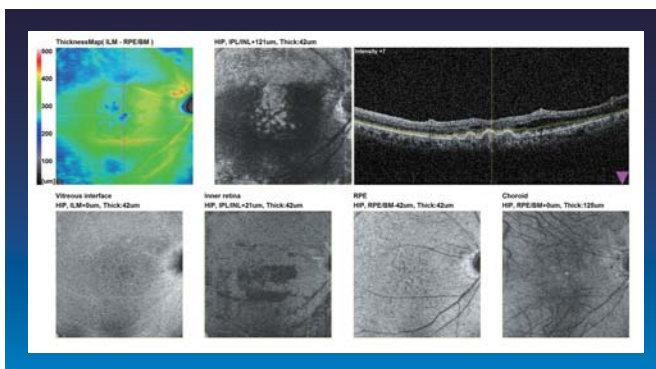 ThicknessMap( ILM - RPE/BM )
HIP, IPL/INL+121um, Thick:42um
Intensity +7
500
400
300
200
100
[um]
Vitreous interface
HIP, ILM+0um, Thick:42um
Inner retina
HIP, IPL/INL+21um, Thick:42um
RPE
HIP, RPE/BM-42um, Thick:42um
Choroid
HIP, RPE/BM+0um, Thick:128um